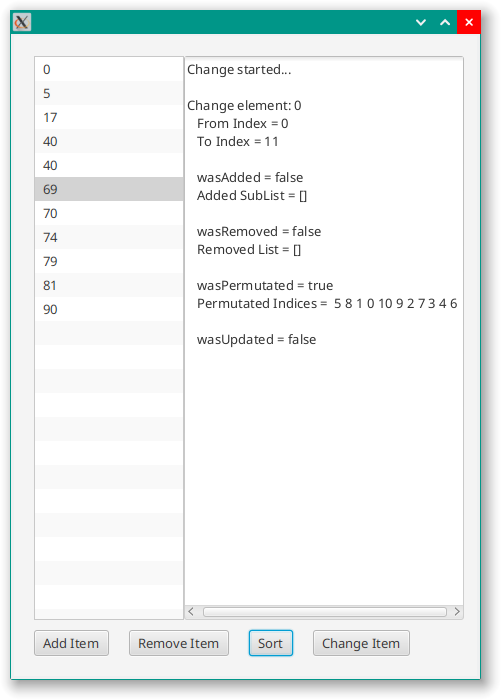 0
5
17
40
40
69
70
74
79
81
90
Change started...
Change element: 0
From Index = 0
To Index = 11
wasAdded = false
Added SubList = []
wasRemoved = false
Removed List = []
wasPermutated = true
Permutated Indices =  5 8 1 0 10 9 2 7 3 4 6
wasUpdated = false
Add Item
Remove Item
Sort
Change Item